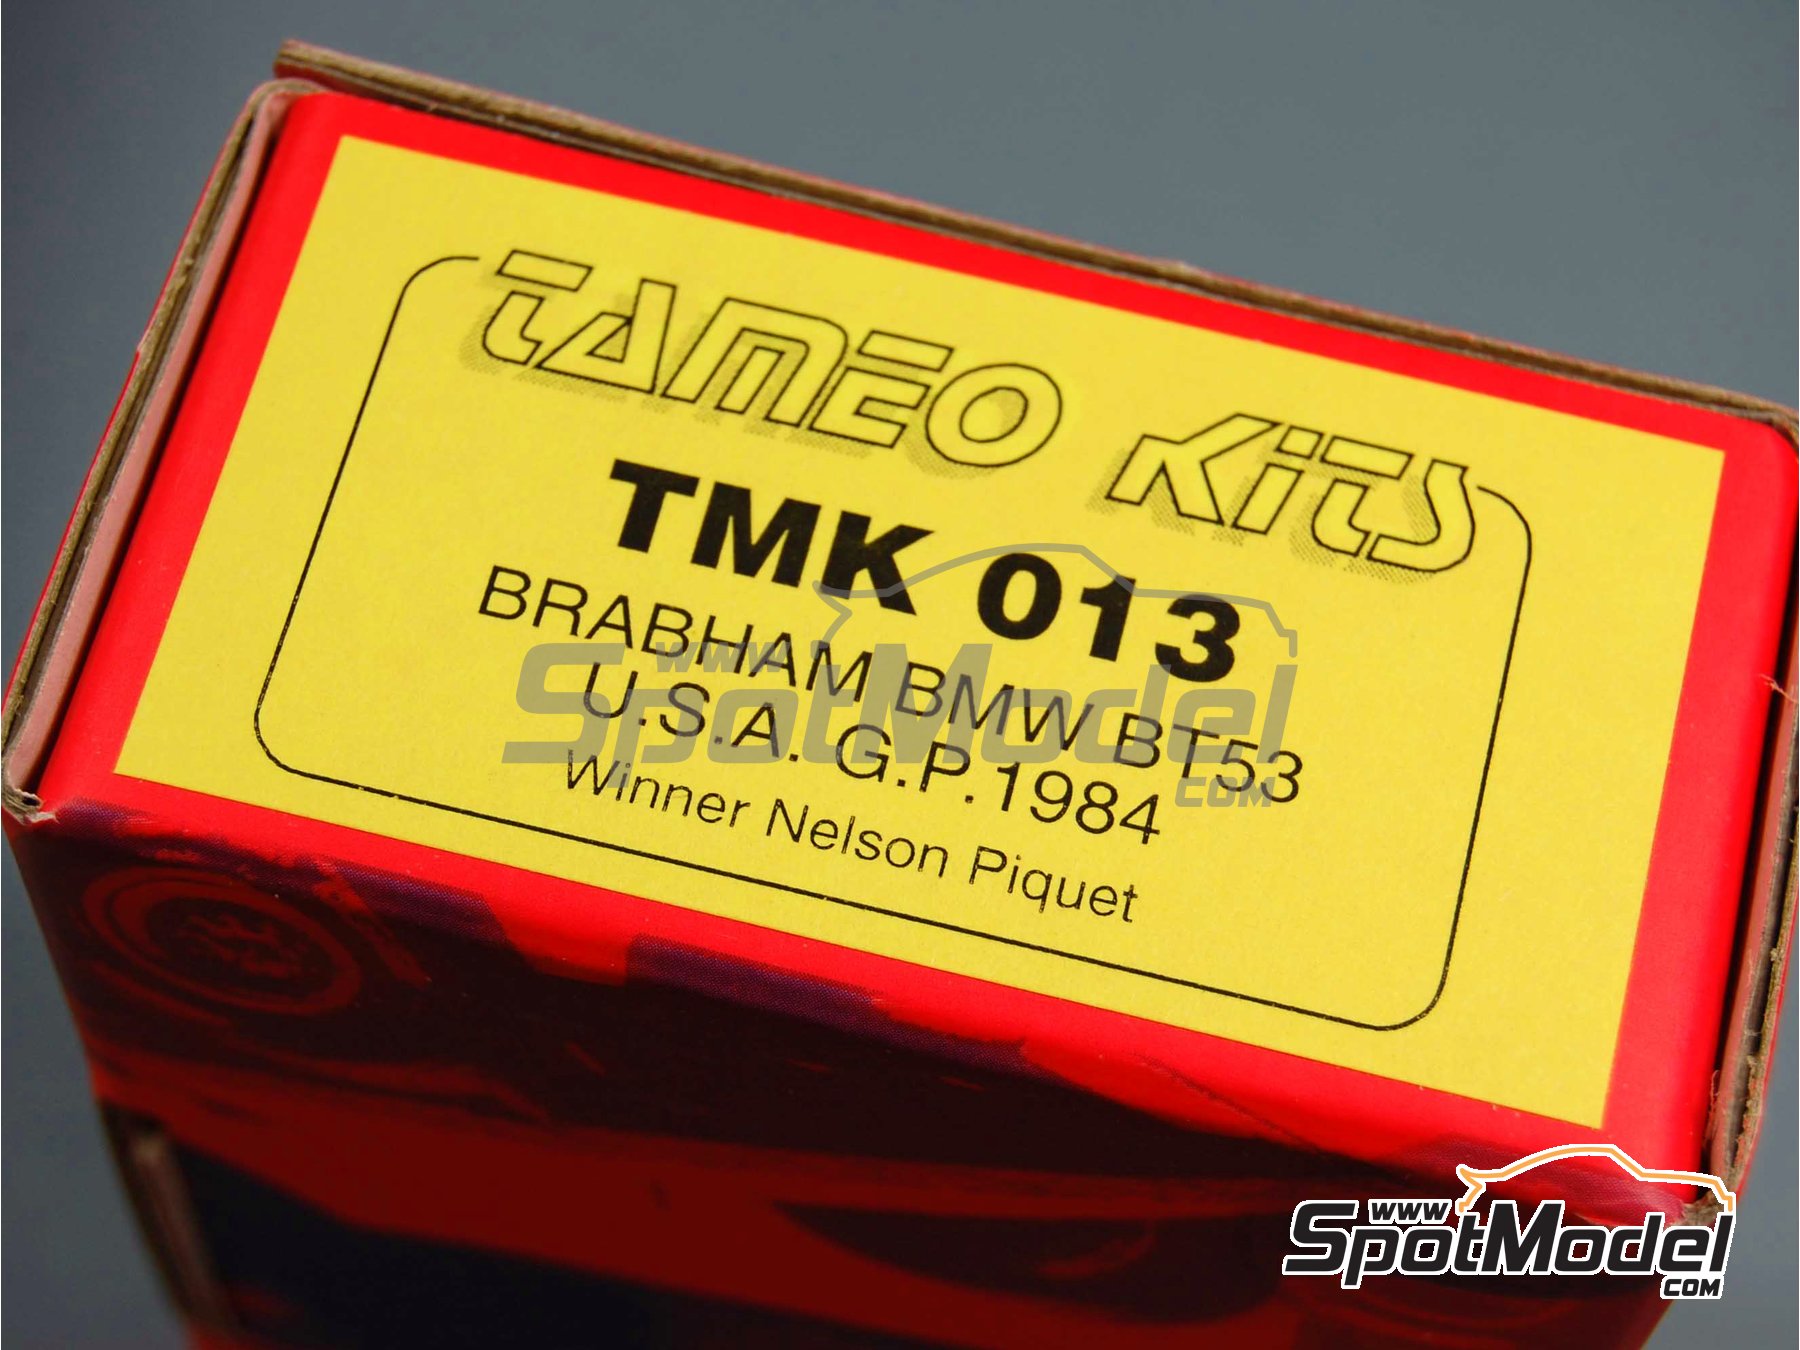 TAMEO KiTS
TMK 013
BRABHAM BMW BT53
U.S.A. G.P. 1984
Winner Nelson Piquet
www
SpotModel
.COM
www
SpotModel
.COM